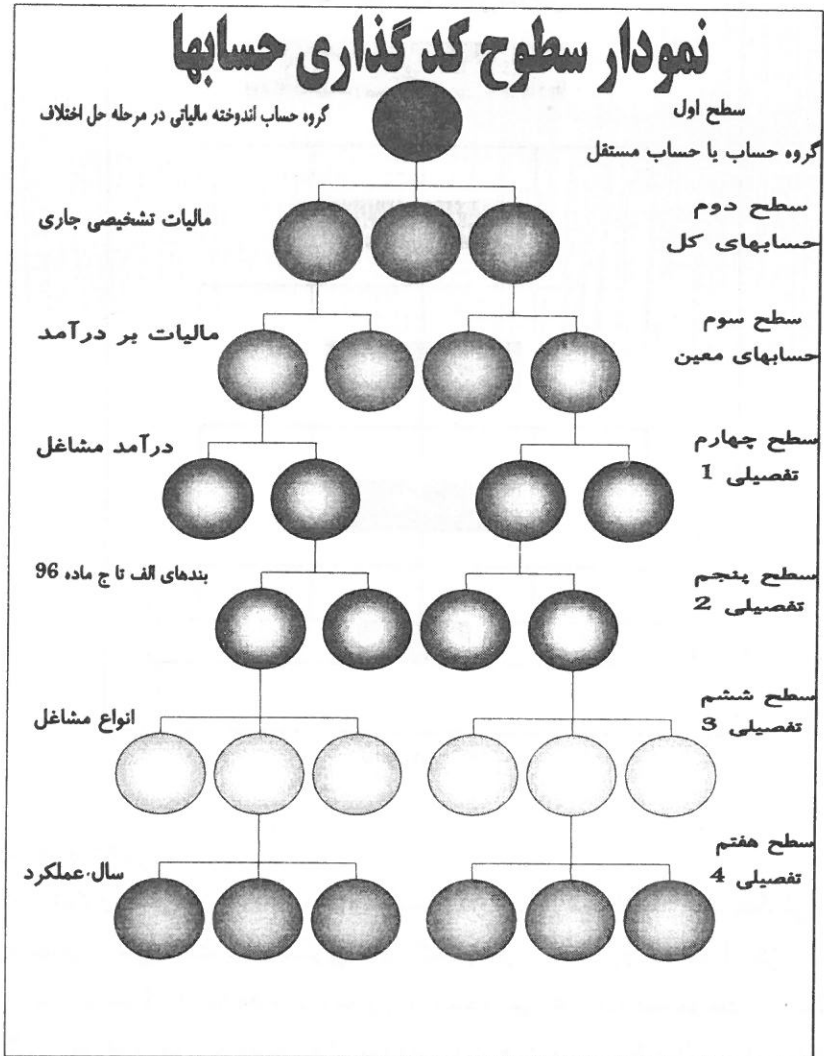 نمودار سطوح کد گذاری حسابها
سطح اول
گروه حساب یا حساب مستقل
گروه حساب اندوخته مالیاتی در مرحله حل اختلاف
سطح دوم
حسابهای کل
مالیات تشخیصی جاری
سطح سوم
حسابهای معین
مالیات بر درآمد
سطح چهارم
تفصیلی 1
درآمد مشاغل
سطح پنجم
تفصیلی 2
بندهای الف تا ج ماده 96
سطح ششم
تفصیلی 3
انواع مشاغل
سطح هفتم
تفصیلی 4
سال عملکرد